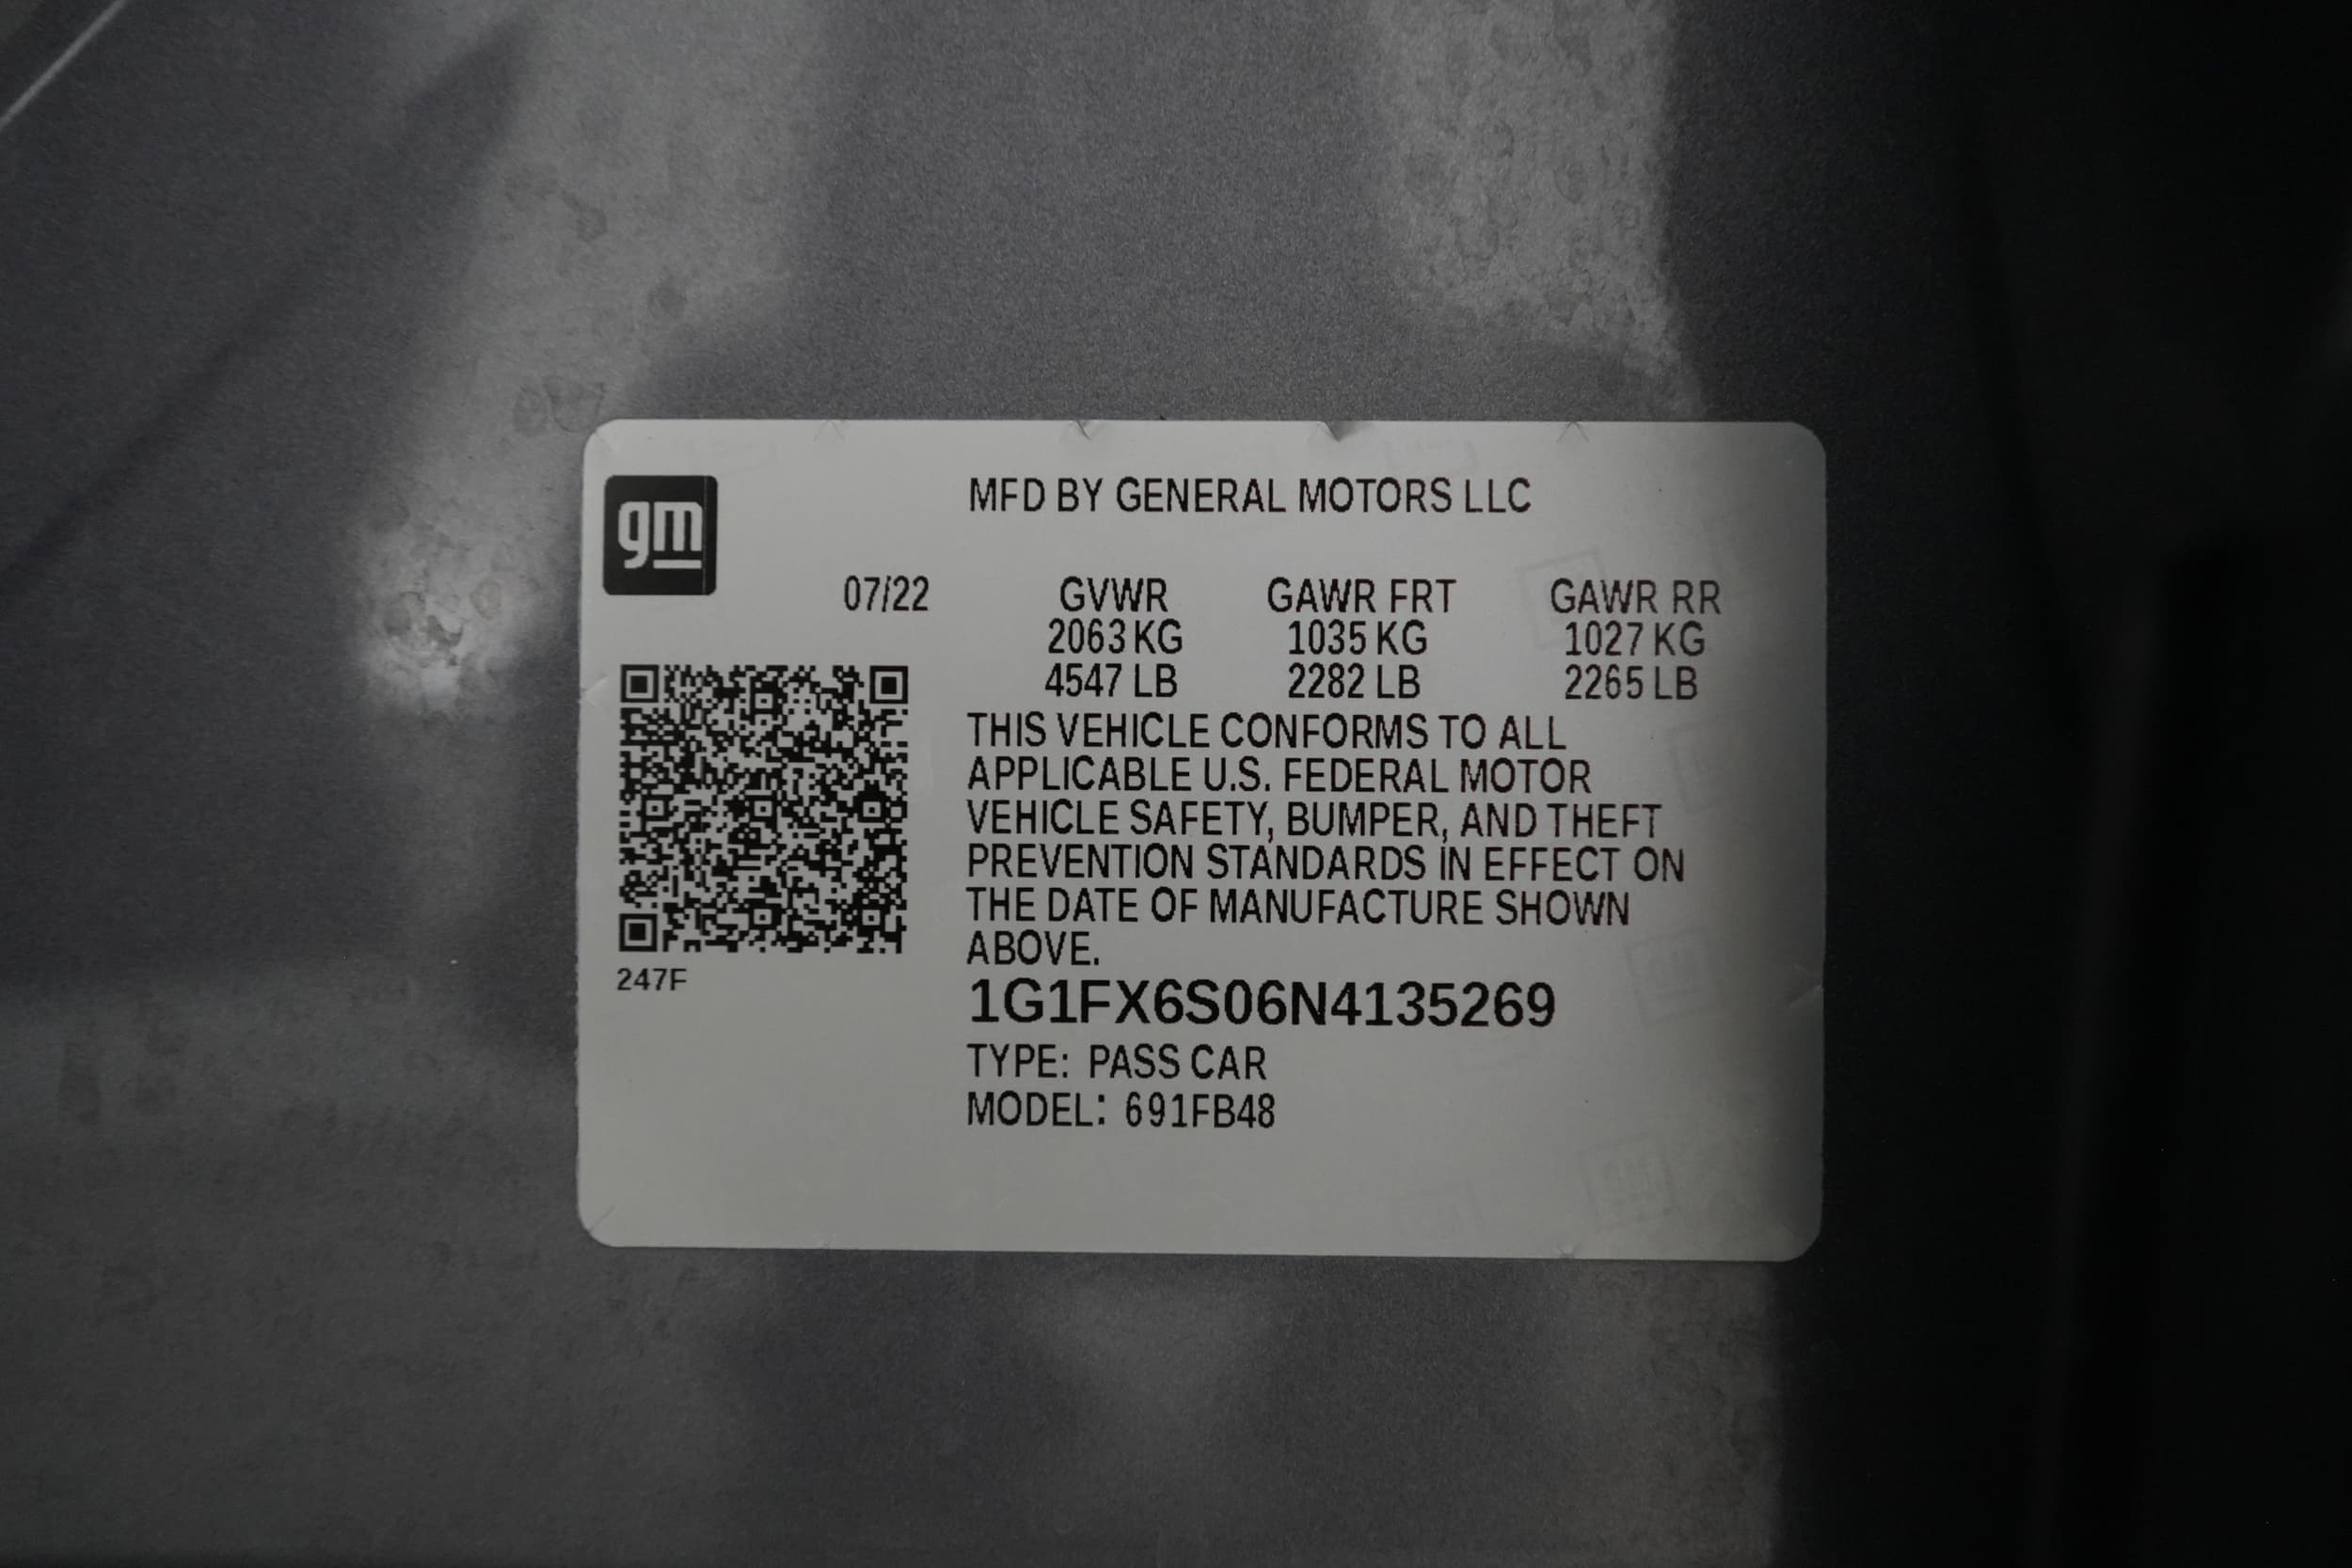 gm
MFD BY GENERAL MOTORS LLC
07/22 GVWR GAWR FRT GAWR RR
2063 KG 1035 KG 1027 KG
4547 LB 2282 LB 2265 LB
THIS VEHICLE CONFORMS TO ALL
APPLICABLE U.S. FEDERAL MOTOR
VEHICLE SAFETY, BUMPER, AND THEFT
PREVENTION STANDARDS IN EFFECT ON
THE DATE OF MANUFACTURE SHOWN
ABOVE.
247F
1G1FX6S06N4135269
TYPE: PASS CAR
MODEL: 691FB48